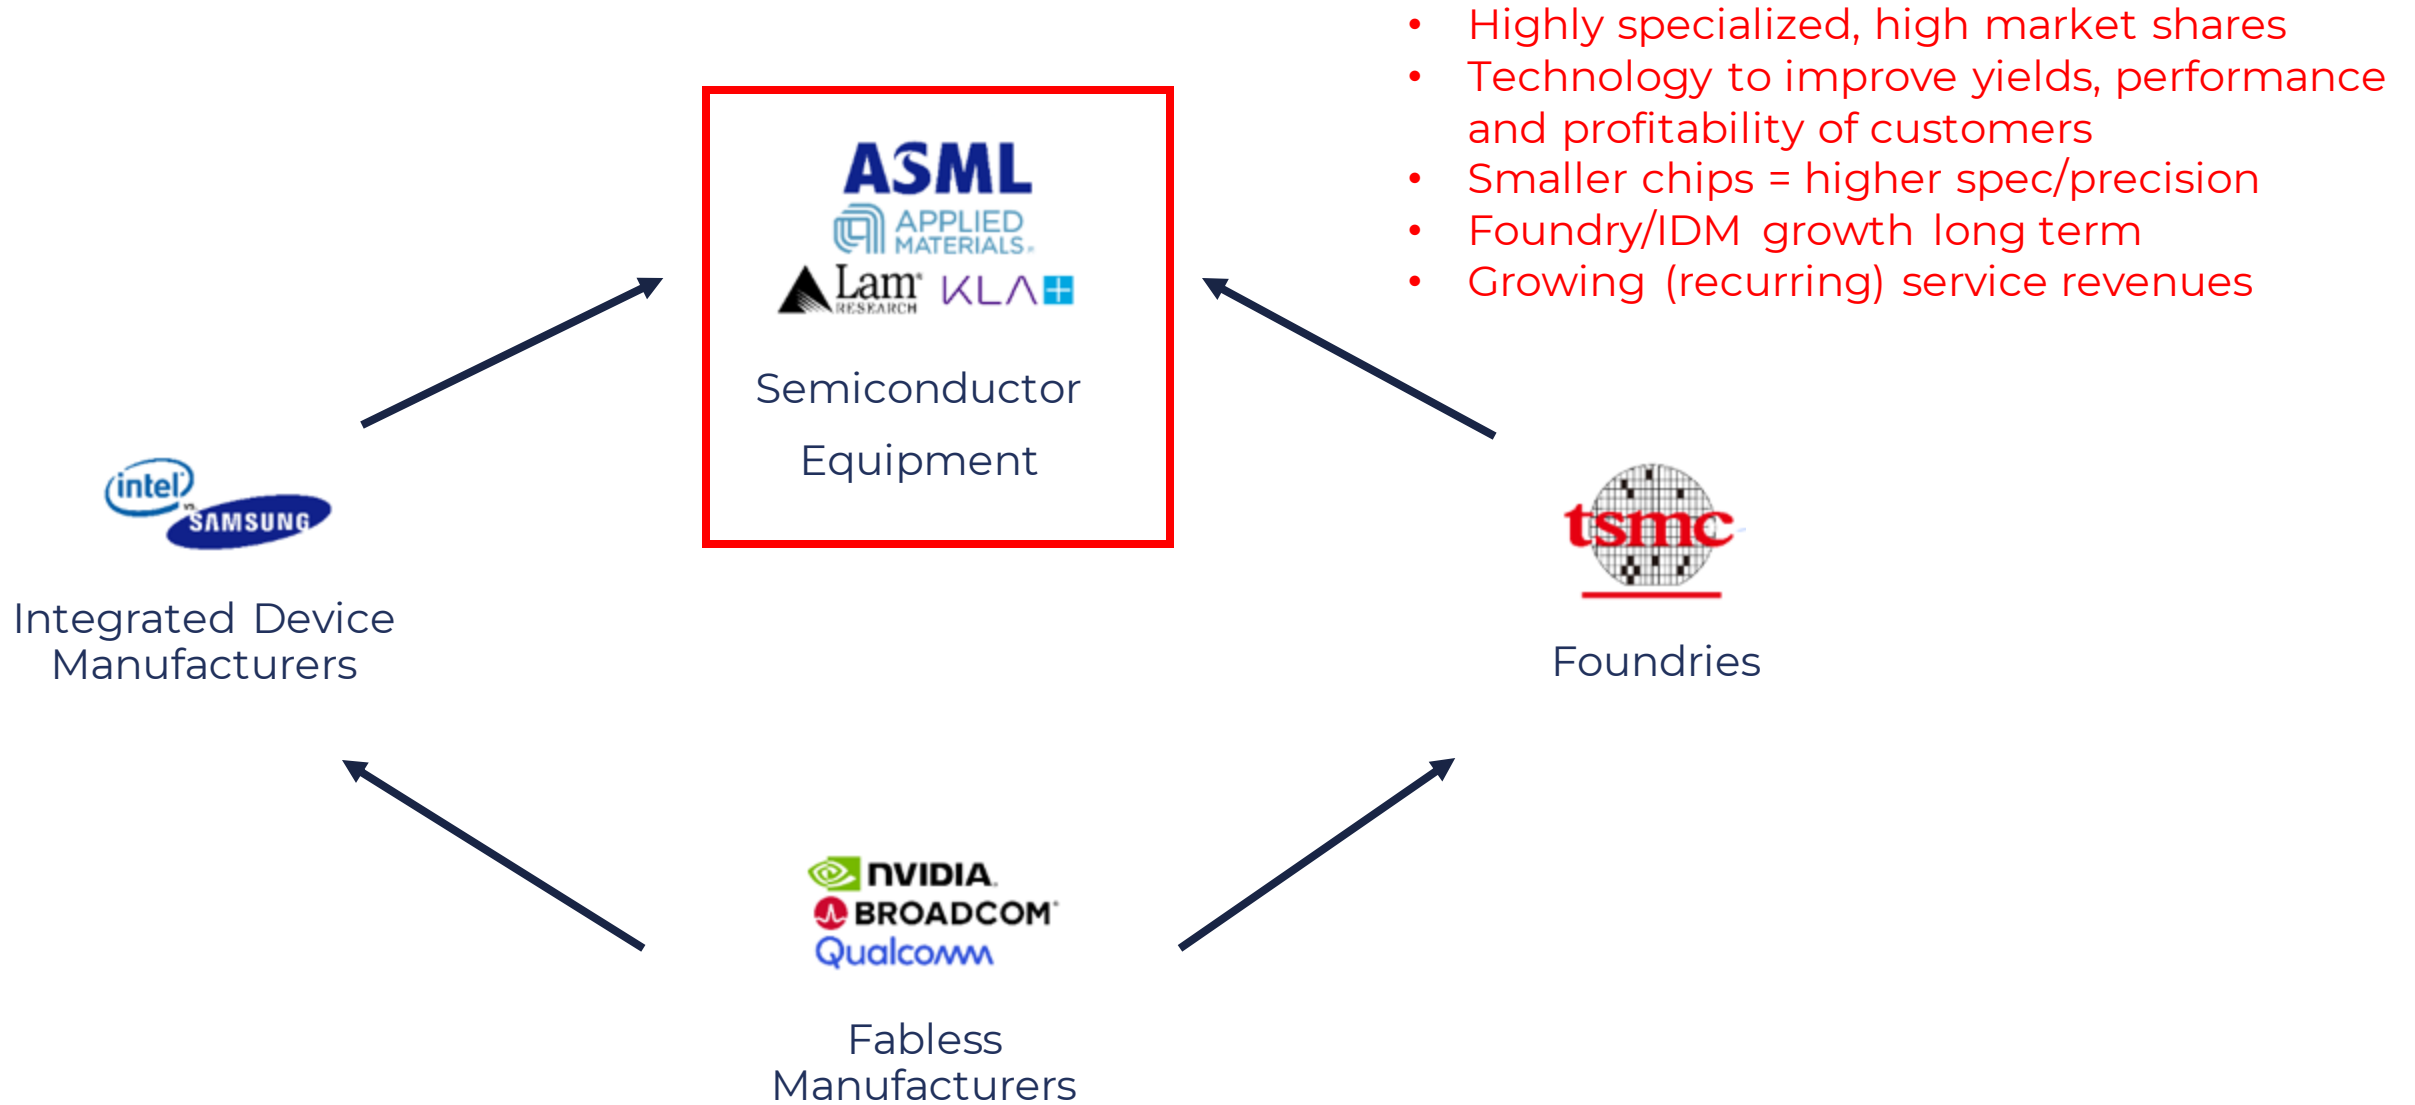 • Highly specialized, high market shares
• Technology to improve yields, performance
and profitability of customers
• Smaller chips = higher spec/precision
• Foundry/IDM growth long term
• Growing (recurring) service revenues
ASML
APPLIED
MATERIALS®
Lam®
RESEARCH
KLA+
Semiconductor
Equipment
intel
vs.
SAMSUNG
Integrated Device
Manufacturers
tsmc
Foundries
NVIDIA.
BROADCOM®
Qualcomm
Fabless
Manufacturers